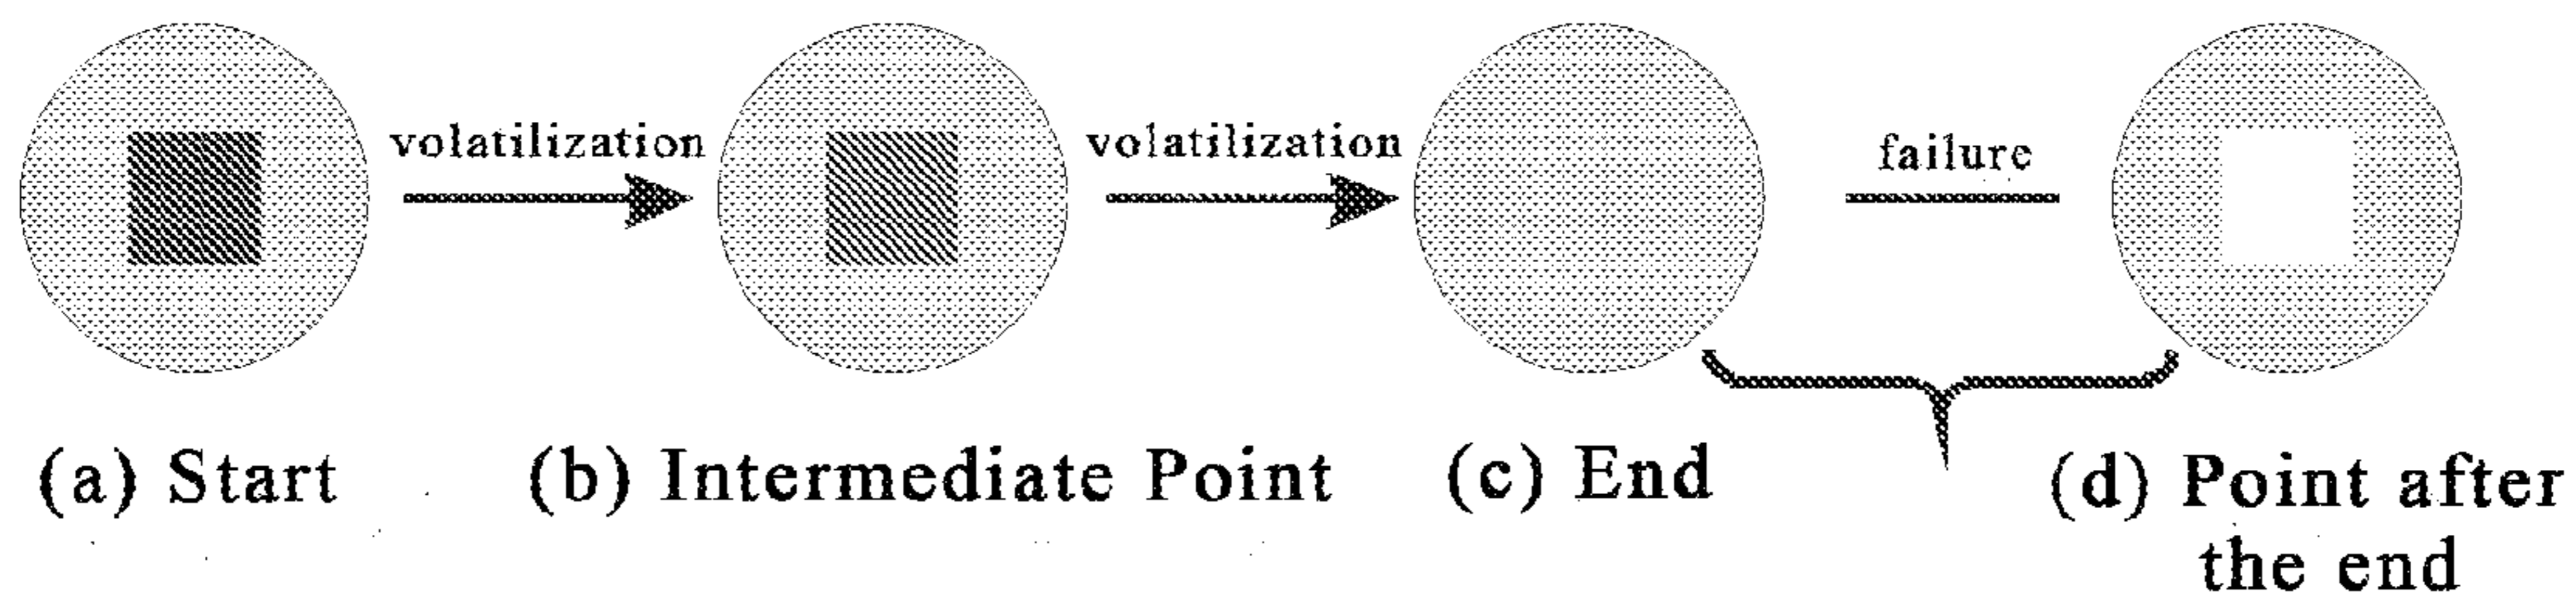 volatilization
volatilization
failure
(a) Start
(b) Intermediate Point
(c) End
(d) Point after
the end